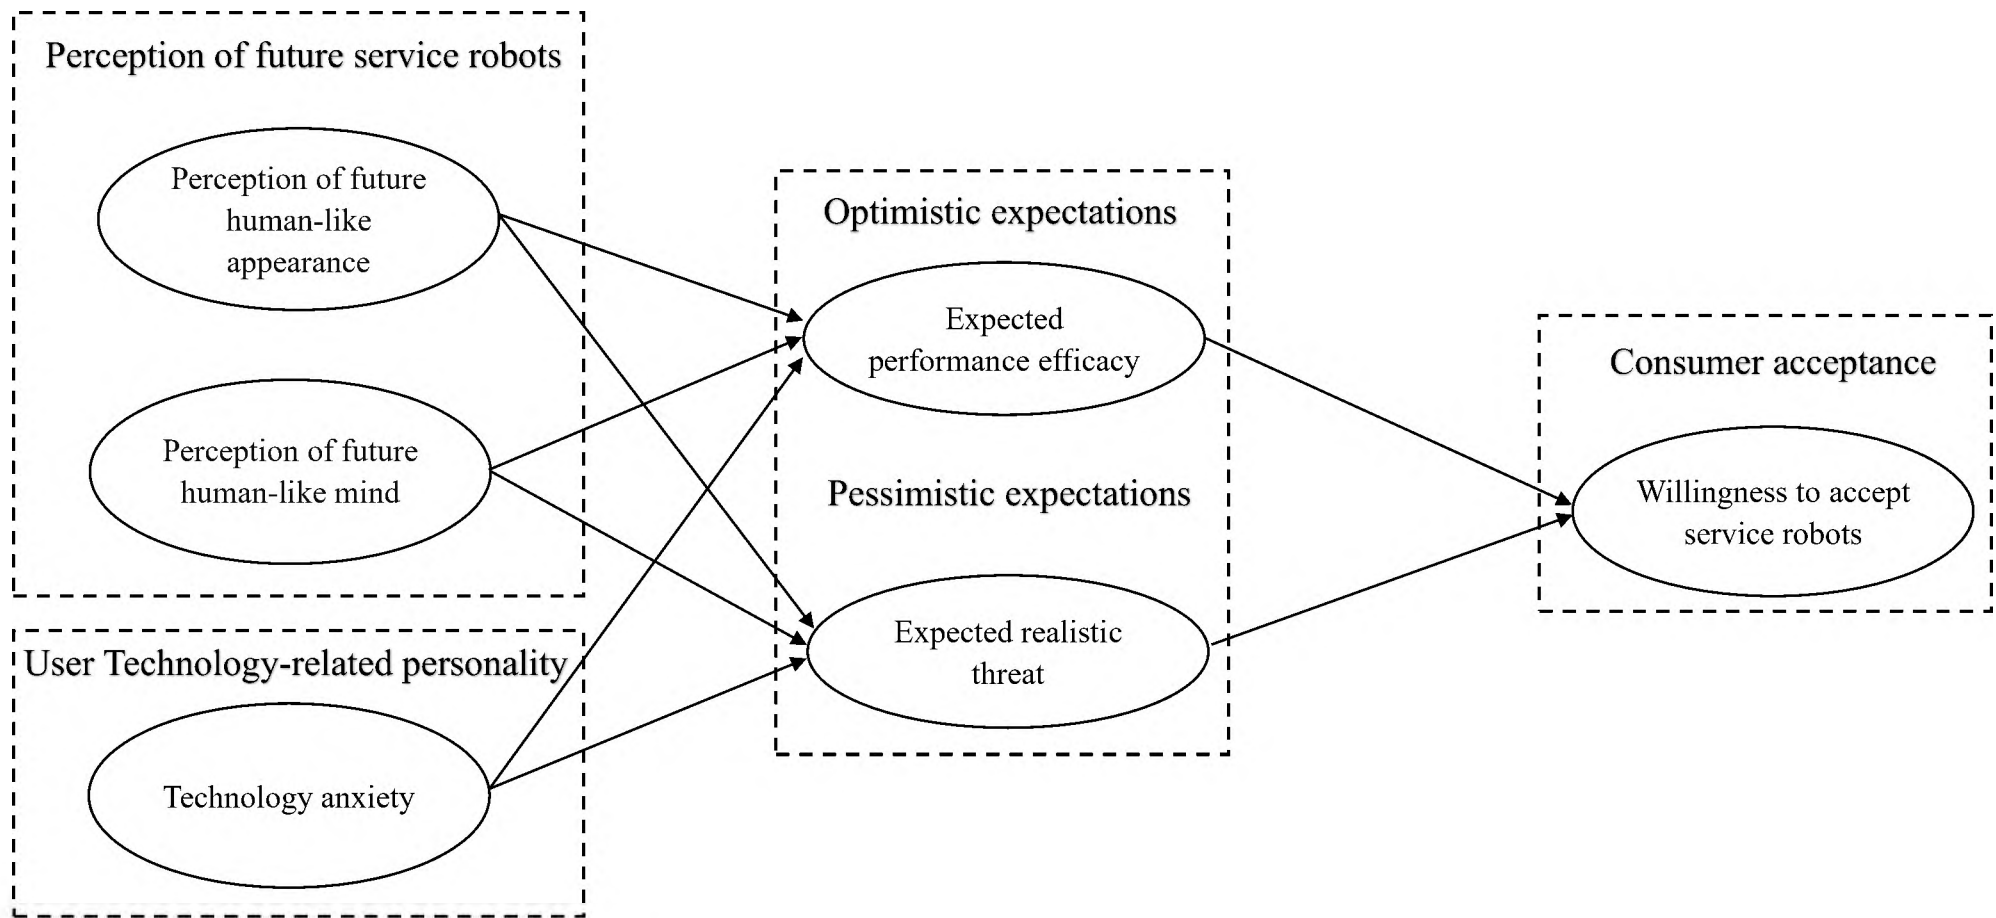 Perception of future service robots
Perception of future
human-like
appearance
Perception of future
human-like mind
User Technology-related personality
Technology anxiety
Optimistic expectations
Expected
performance efficacy
Pessimistic expectations
Expected realistic
threat
Consumer acceptance
Willingness to accept
service robots